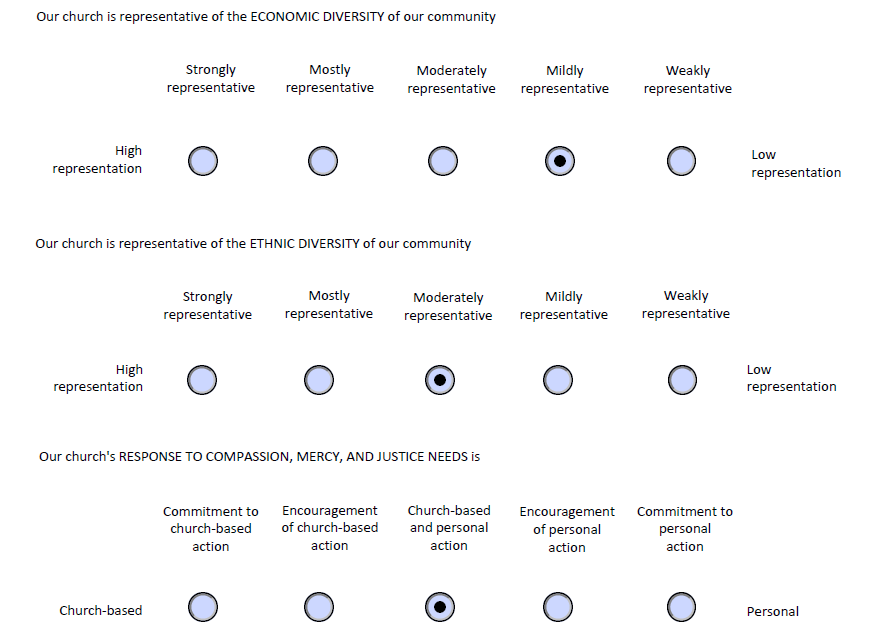 Our church is representative of the ECONOMIC DIVERSITY of our community
Strongly Mostly Moderately Mildly Weakly
representative representative representative representative representative
High Low
representation representation
Our church is representative of the ETHNIC DIVERSITY of our community
Strongly Mostly Moderately Mildly Weakly
representative representative representative representative representative
High Low
representation representation
Our church's RESPONSE TO COMPASSION, MERCY, AND JUSTICE NEEDS is
Commitment to Encouragement Church-based Encouragement Commitment to
church-based of church-based and personal of personal personal
action action action action action
Church-based Personal